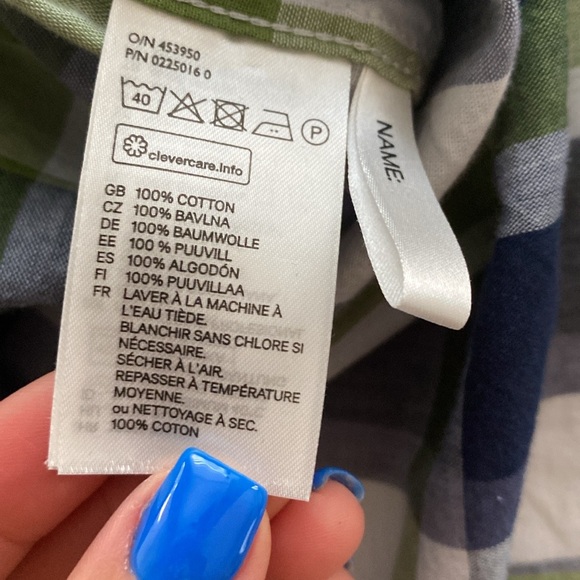 O/N 453950
P/N 0225016 0
40 P
clevercare.info
GB 100% COTTON
CZ 100% BAVLNA
DE 100% BAUMWOLLE
EE 100 % PUUVILL
ES 100% ALGODÓN
FI 100% PUUVILLAA
FR LAVER À LA MACHINE À
L'EAU TIÈDE.
BLANCHIR SANS CHLORE SI
NÉCESSAIRE.
SÉCHER À L'AIR.
REPASSER À TEMPÉRATURE
MOYENNE.
ou NETTOYAGE À SEC.
100% COTON
NAME: